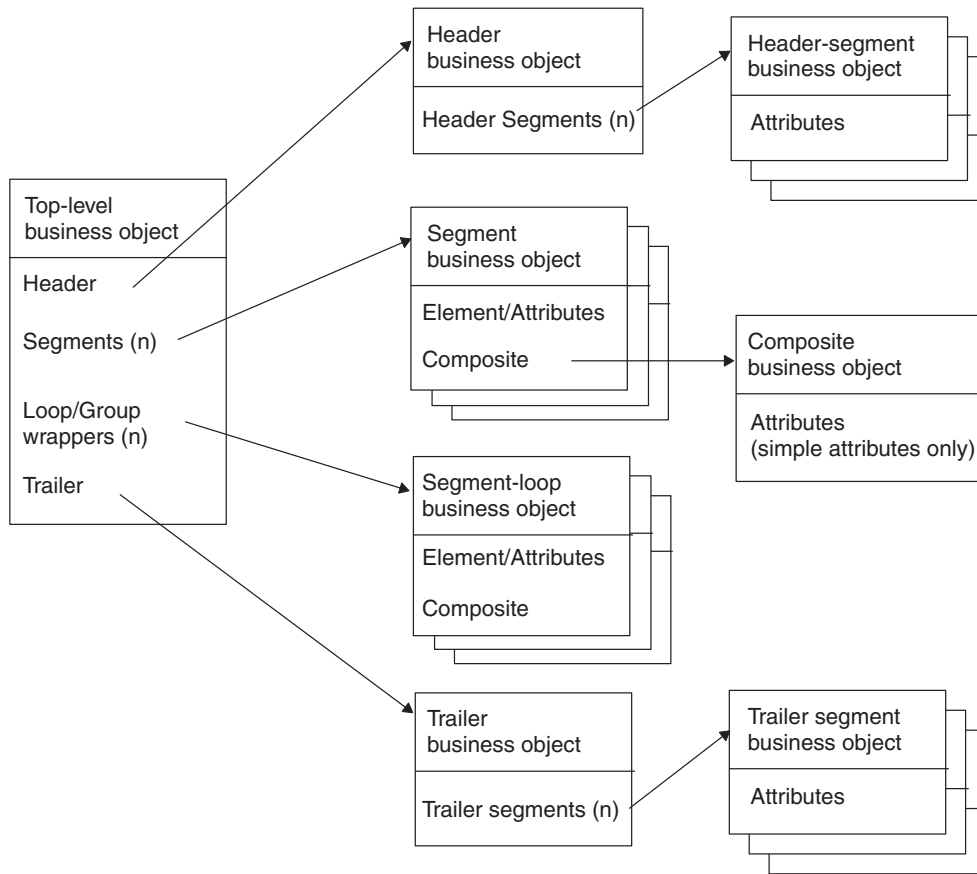 Header
business object
Header Segments (n)
Header-segment
business object
Attributes
Top-level
business object
Header
Segments (n)
Loop/Group
wrappers (n)
Trailer
Segment
business object
Element/Attributes
Composite
Composite
business object
Attributes
(simple attributes only)
Segment-loop
business object
Element/Attributes
Composite
Trailer
business object
Trailer segments (n)
Trailer segment
business object
Attributes